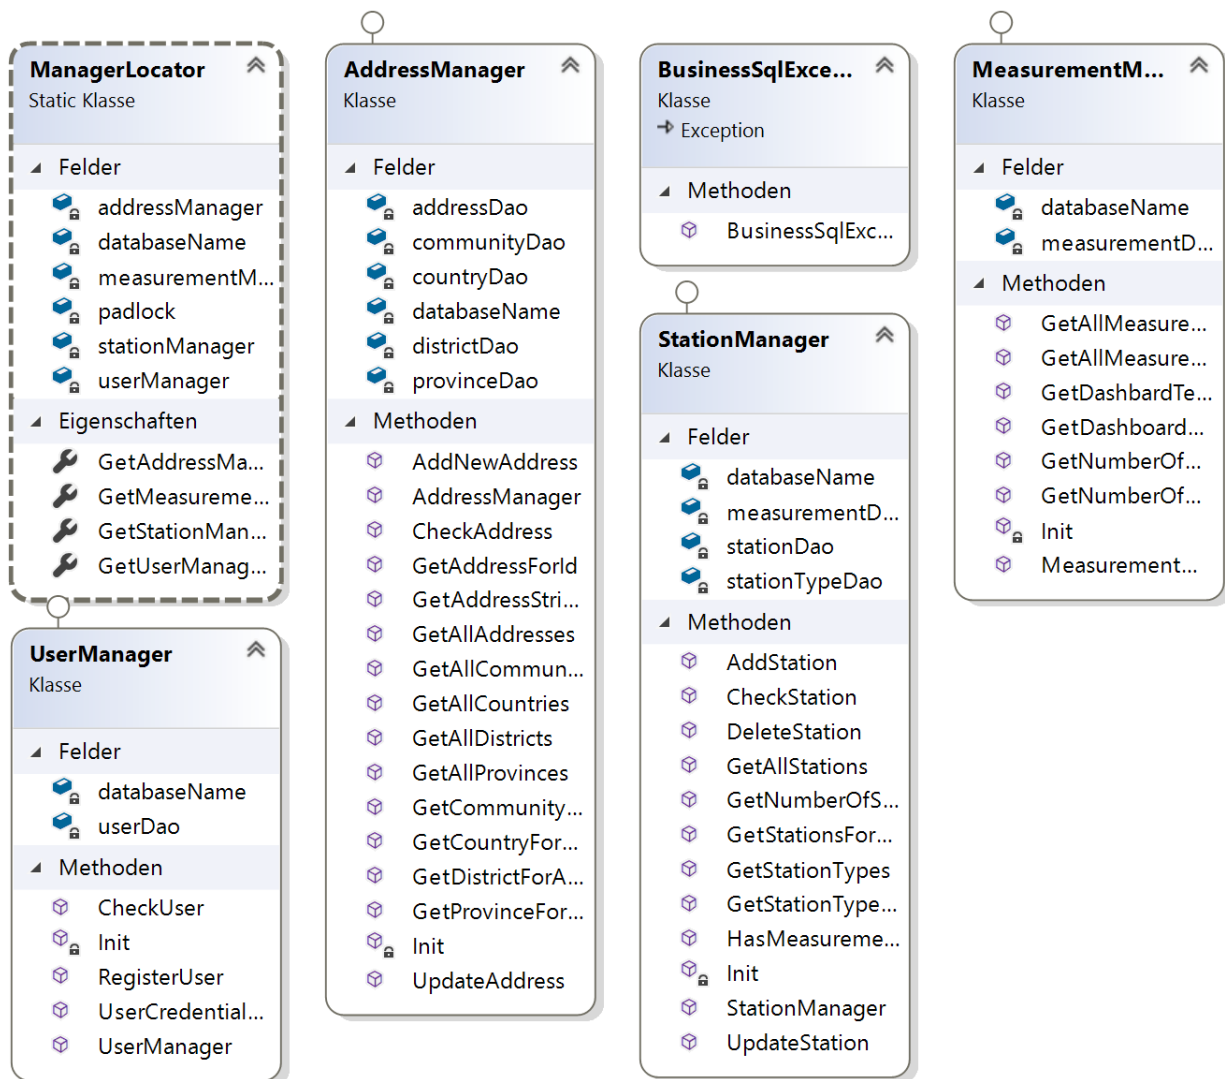 ManagerLocator
Static Klasse
Felder
addressManager
databaseName
measurementM...
padlock
stationManager
userManager
Eigenschaften
GetAddressMa...
GetMeasureme...
GetStationMan...
GetUserManag...
UserManager
Klasse
Felder
databaseName
userDao
Methoden
CheckUser
Init
RegisterUser
UserCredential...
UserManager
AddressManager
Klasse
Felder
addressDao
communityDao
countryDao
databaseName
districtDao
provinceDao
Methoden
AddNewAddress
AddressManager
CheckAddress
GetAddressForId
GetAddressStri...
GetAllAddresses
GetAllCommun...
GetAllCountries
GetAllDistricts
GetAllProvinces
GetCommunity...
GetCountryFor...
GetDistrictForA...
GetProvinceFor...
Init
UpdateAddress
BusinessSqlExce...
Klasse
Exception
Methoden
BusinessSqlExc...
StationManager
Klasse
Felder
databaseName
measurementD...
stationDao
stationTypeDao
Methoden
AddStation
CheckStation
DeleteStation
GetAllStations
GetNumberOfS...
GetStationsFor...
GetStationTypes
GetStationType...
HasMeasureme...
Init
StationManager
UpdateStation
MeasurementM...
Klasse
Felder
databaseName
measurementD...
Methoden
GetAllMeasure...
GetAllMeasure...
GetDashbardTe...
GetDashboard...
GetNumberOf...
GetNumberOf...
Init
Measurement...